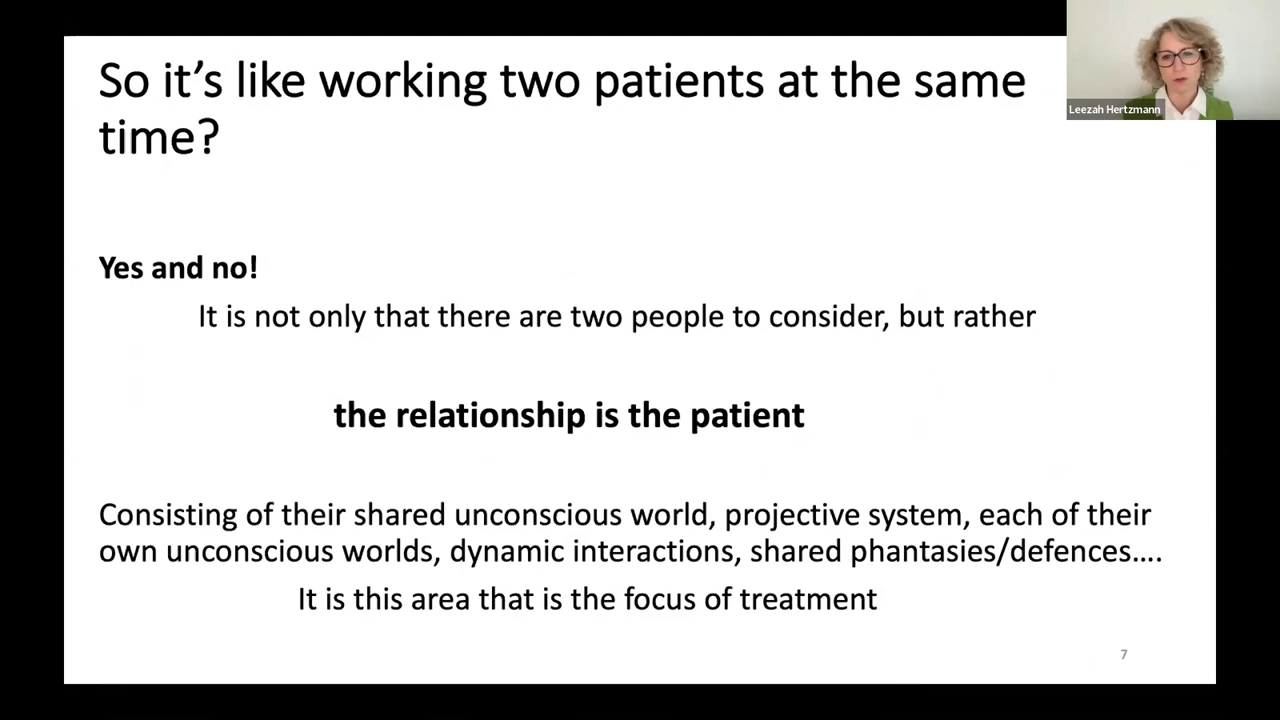 So it's like working two patients at the same
time?
Leezah Hertzmann
Yes and no!
It is not only that there are two people to consider, but rather
the relationship is the patient
Consisting of their shared unconscious world, projective system, each of their
own unconscious worlds, dynamic interactions, shared phantasies/defences….
It is this area that is the focus of treatment
7